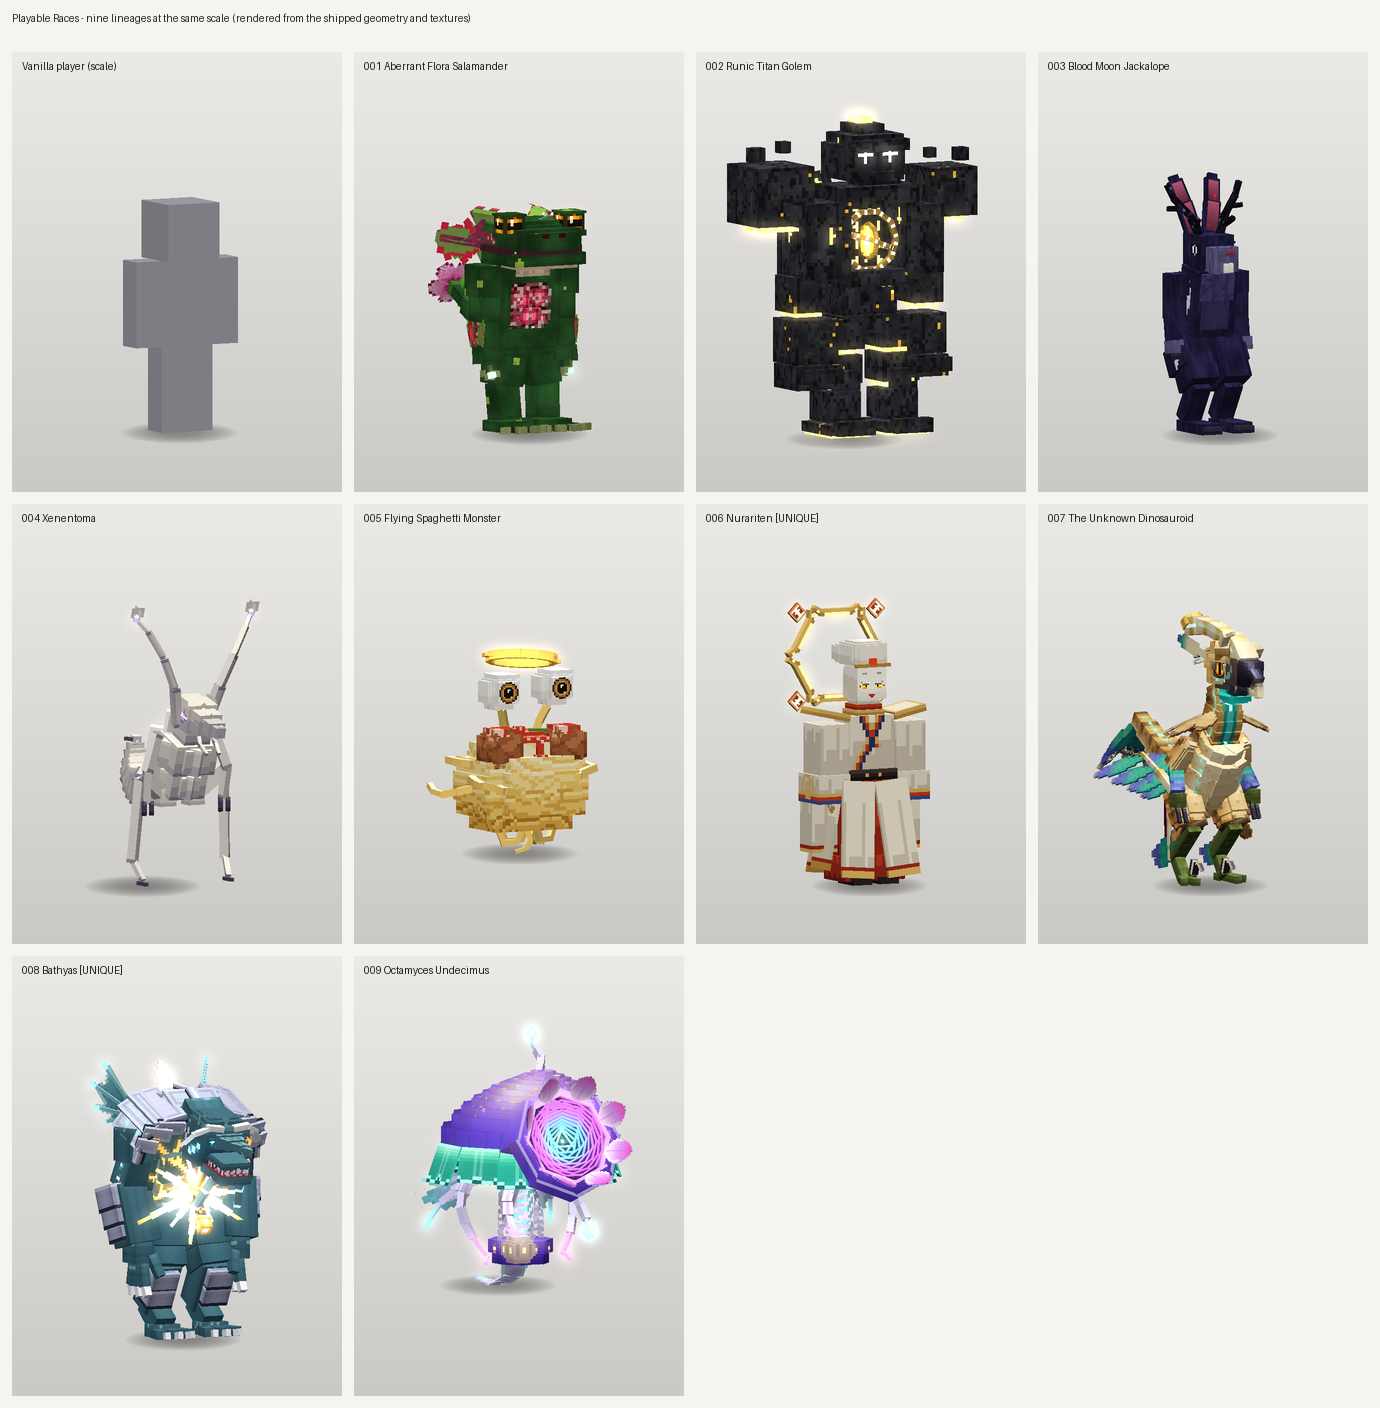 Playable Races - nine lineages at the same scale (rendered from the shipped geometry and textures)
Vanilla player (scale)
001 Aberrant Flora Salamander
002 Runic Titan Golem
003 Blood Moon Jackalope
004 Xenentoma
005 Flying Spaghetti Monster
006 Nurariten [UNIQUE]
007 The Unknown Dinosauroid
008 Bathyas [UNIQUE]
009 Octamyces Undecimus